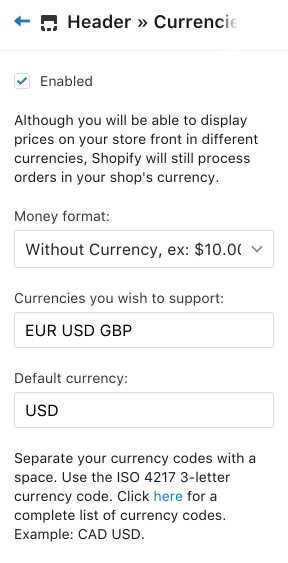 Header » Currencie
Enabled
Although you will be able to display
prices on your store front in different
currencies, Shopify will still process
orders in your shop's currency.
Money format:
Without Currency, ex: $10.00
Currencies you wish to support:
EUR USD GBP
Default currency:
USD
Separate your currency codes with a
space. Use the ISO 4217 3-letter
currency code. Click here for a
complete list of currency codes.
Example: CAD USD.